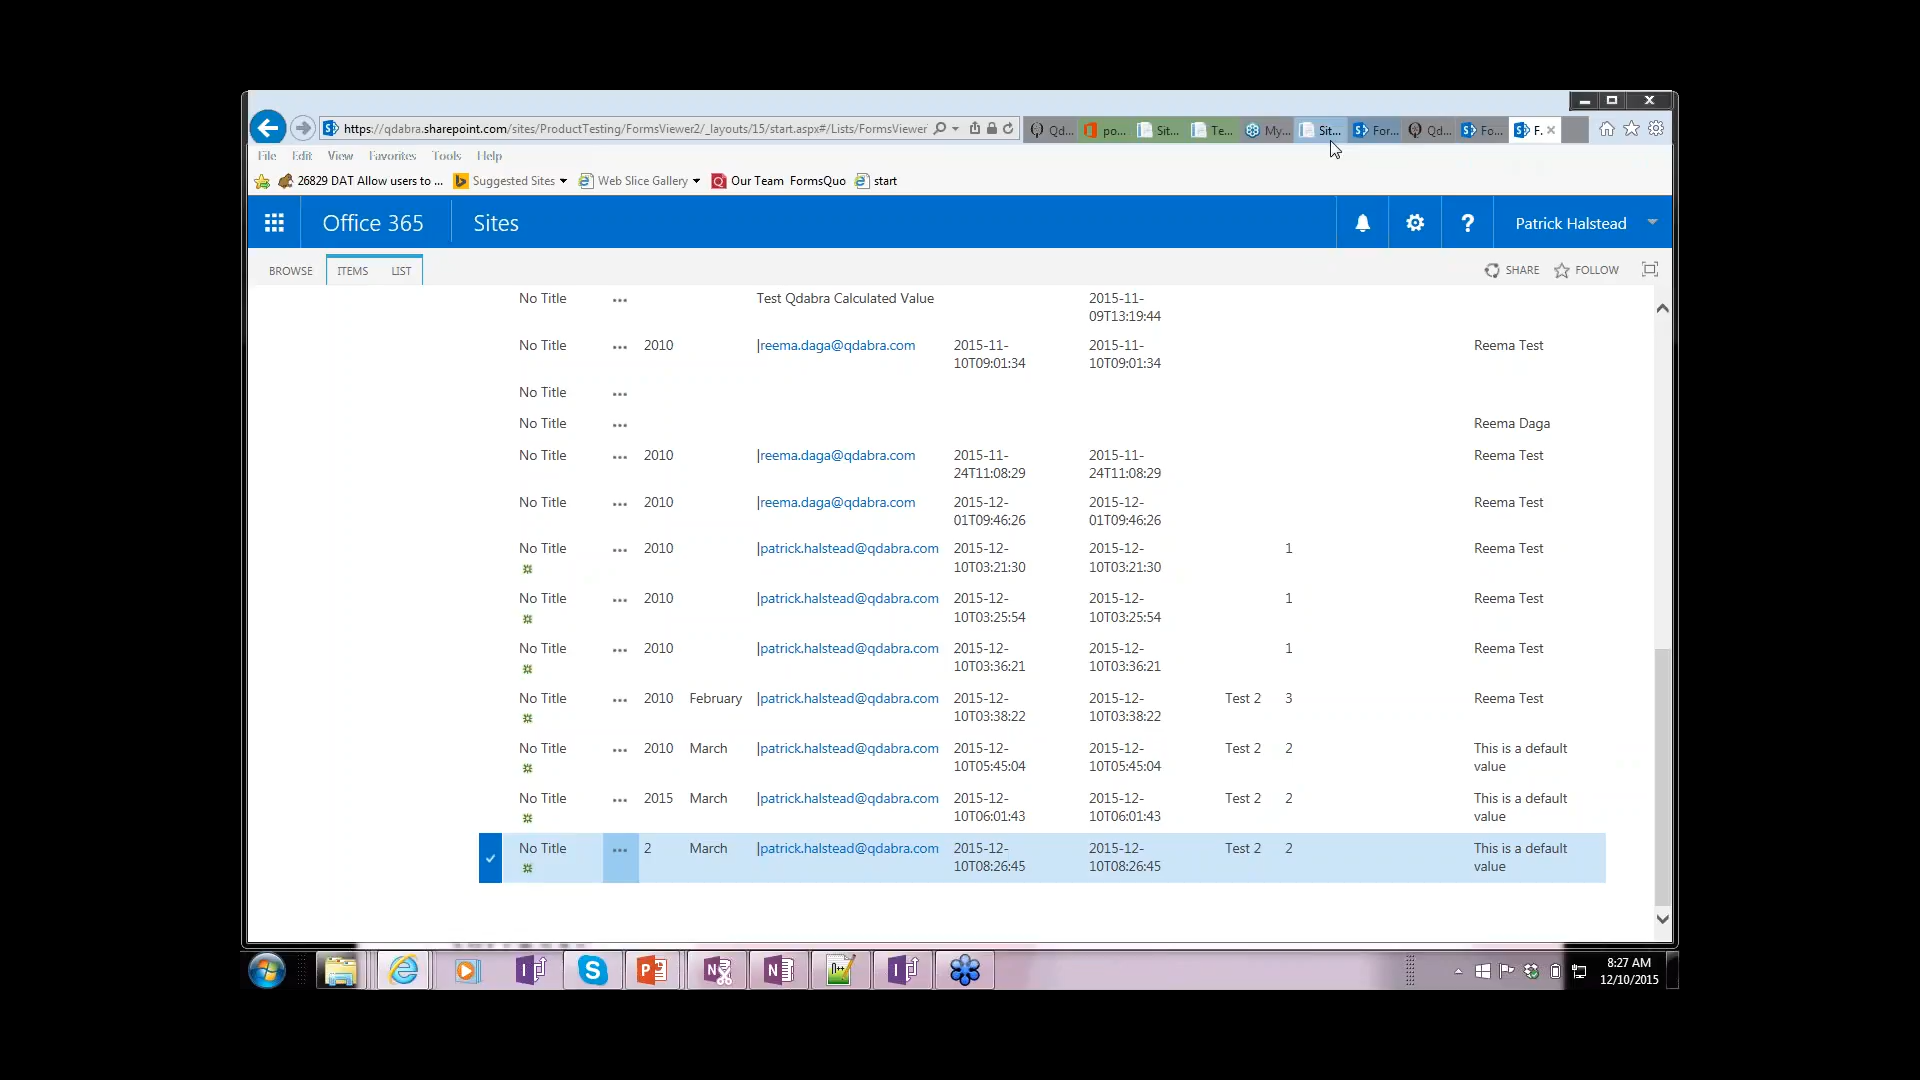 https://qdabra.sharepoint.com/sites/ProductTesting/FormsViewer2/_layouts/15/start.aspx#/Lists/FormsViewer
Qd... po... Sit... Te... My... Sit... For... Qd... Fo... F.
File Edit View Favorites Tools Help
26829 DAT Allow users to ... Suggested Sites Web Slice Gallery Our Team FormsQuo start
Office 365 Sites ? Patrick Halstead
BROWSE ITEMS LIST SHARE FOLLOW
No Title ... Test Qdabra Calculated Value 2015-11-
09T13:19:44
No Title ... 2010 |reema.daga@qdabra.com 2015-11- 2015-11- Reema Test
10T09:01:34 10T09:01:34
No Title ...
No Title ... Reema Daga
No Title ... 2010 |reema.daga@qdabra.com 2015-11- 2015-11- Reema Test
24T11:08:29 24T11:08:29
No Title ... 2010 |reema.daga@qdabra.com 2015-12- 2015-12- Reema Test
01T09:46:26 01T09:46:26
No Title ... 2010 |patrick.halstead@qdabra.com 2015-12- 2015-12- 1 Reema Test
10T03:21:30 10T03:21:30
No Title ... 2010 |patrick.halstead@qdabra.com 2015-12- 2015-12- 1 Reema Test
10T03:25:54 10T03:25:54
No Title ... 2010 |patrick.halstead@qdabra.com 2015-12- 2015-12- 1 Reema Test
10T03:36:21 10T03:36:21
No Title ... 2010 February |patrick.halstead@qdabra.com 2015-12- 2015-12- Test 2 3 Reema Test
10T03:38:22 10T03:38:22
No Title ... 2010 March |patrick.halstead@qdabra.com 2015-12- 2015-12- Test 2 2 This is a default
10T05:45:04 10T05:45:04 value
No Title ... 2015 March |patrick.halstead@qdabra.com 2015-12- 2015-12- Test 2 2 This is a default
10T06:01:43 10T06:01:43 value
No Title ... 2 March |patrick.halstead@qdabra.com 2015-12- 2015-12- Test 2 2 This is a default
10T08:26:45 10T08:26:45 value
8:27 AM
12/10/2015